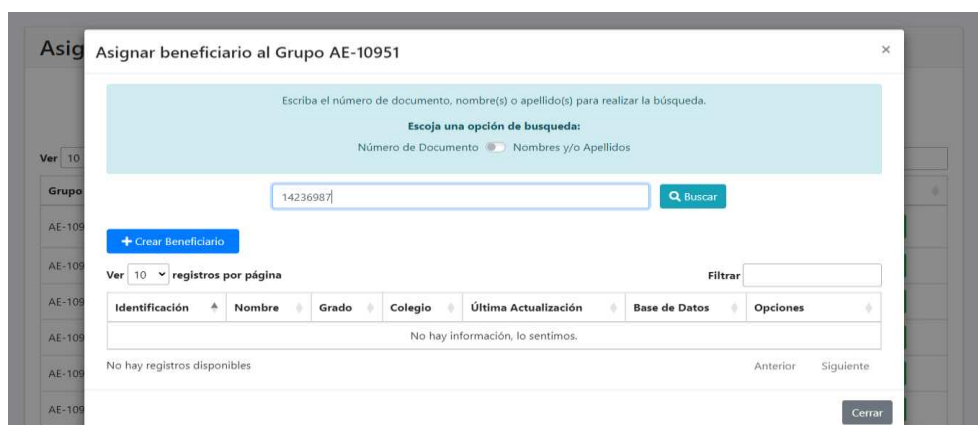 Asig
Asignar beneficiario al Grupo AE-10951
×
Escriba el número de documento, nombre(s) o apellido(s) para realizar la búsqueda.
Escoja una opción de busqueda:
Número de Documento Nombres y/o Apellidos
Ver 10
14236987 Buscar
Grupo
AE-109
+ Crear Beneficiario
AE-109
Ver 10 registros por página Filtrar
AE-109
Identificación Nombre Grado Colegio Última Actualización Base de Datos Opciones
AE-109
No hay información, lo sentimos.
AE-109
No hay registros disponibles Anterior Siguiente
AE-109
Cerrar